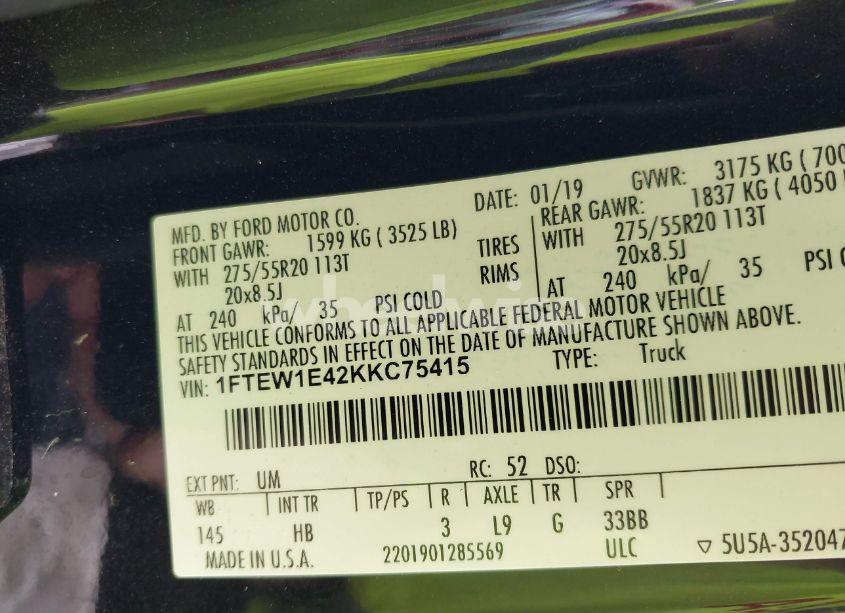 MFD. BY FORD MOTOR CO.
DATE: 01/19
GVWR: 3175 KG ( 700
FRONT GAWR: 1599 KG ( 3525 LB)
REAR GAWR: 1837 KG ( 4050
WITH 275/55R20 113T
TIRES
WITH 275/55R20 113T
20x8.5J
RIMS
20x8.5J
AT 240 kPa/ 35 PSI COLD
AT 240 kPa/ 35 PSI
THIS VEHICLE CONFORMS TO ALL APPLICABLE FEDERAL MOTOR VEHICLE
SAFETY STANDARDS IN EFFECT ON THE DATE OF MANUFACTURE SHOWN ABOVE.
VIN: 1FTEW1E42KKC75415
TYPE: Truck
EXT PNT: UM
RC: 52 DSO:
WB INT TR TP/PS R AXLE TR SPR
145 HB 3 L9 G 33BB
MADE IN U.S.A.
2201901285569
ULC
▽ 5U5A-352047